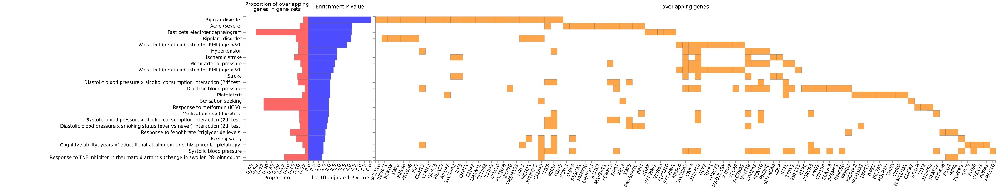 Proportion of overlapping
genes in gene sets
Enrichment P-value
overlapping genes
Bipolar disorder
Acne (severe)
Fast beta electroencephalogram
Bipolar I disorder
Waist-to-hip ratio adjusted for BMI (age <50)
Hypertension
Ischemic stroke
Mean arterial pressure
Waist-to-hip ratio adjusted for BMI (age >50)
Stroke
Diastolic blood pressure x alcohol consumption interaction (2df test)
Diastolic blood pressure
Plateletcrit
Sensation seeking
Response to metformin (IC50)
Medication use (diuretics)
Systolic blood pressure x alcohol consumption interaction (2df test)
Diastolic blood pressure x smoking status (ever vs never) interaction (2df test)
Response to fenofibrate (triglyceride levels)
Feeling worry
Cognitive ability, years of educational attainment or schizophrenia (pleiotropy)
Systolic blood pressure
Response to TNF inhibitor in rheumatoid arthritis (change in swollen 28-joint count)
0.55
0.50
0.45
0.40
0.35
0.30
0.25
0.20
0.15
0.10
0.05
0.0
0.5
1.0
1.5
2.0
2.5
3.0
3.5
4.0
4.5
5.0
5.5
6.0
Proportion
-log10 adjusted P-value
BCL11B
VKORC1
BCKDK
KAT8
PRSS8
PRSS36
FUS
CDH13
LSM12
G6PC3
HDAC5
AP1M2
SLC44A2
ILF3
QTRT1
DNM2
LMAN2L
CNNM4
CNNM3
COX5B
ACTR1B
ZAP70
TMEM131
MKL1
MCHR1
XPNPEP3
CADM2
TNKS
MSRA
PGM5
SCYL1
LTBP3
SSSCA1
FAM89B
EHBP1L1
KCNK7
MAP3K11
PCNXL3
SIPA1
RELA
KAT5
RNASEH2C
ERI1
ZBBX
SERPINI2
WDR49
PDCD10
SERPINI1
MRPL4
SLC22A7
CRIP3
ZNF318
POLK2
TJAP1
LRRC73
MAD2L1BP
RSPH9
VEGFA
SLC29A1
WNT2B
CAPZA1
MOV10
PRDM8
SMARCA4
LDLR
ST7L
TTBK1
FBXL15
BTRC
SORCS3
ANO1
ATP10A
ELAVL3
EFEMP1
TNRC6B
PKHD1
ISG20L2
FAM19A2
USP15
ITPK1
EIF2B5
POLR2H
THPO
CHRD
FAM160A1
CDCA7
STX1B
STX4
ZNF668
NFATC2
ZNF438
DLG2
MPP2
RBFOX1
GPC5
RGS6
GLCCI1
APBA1
ABCC10